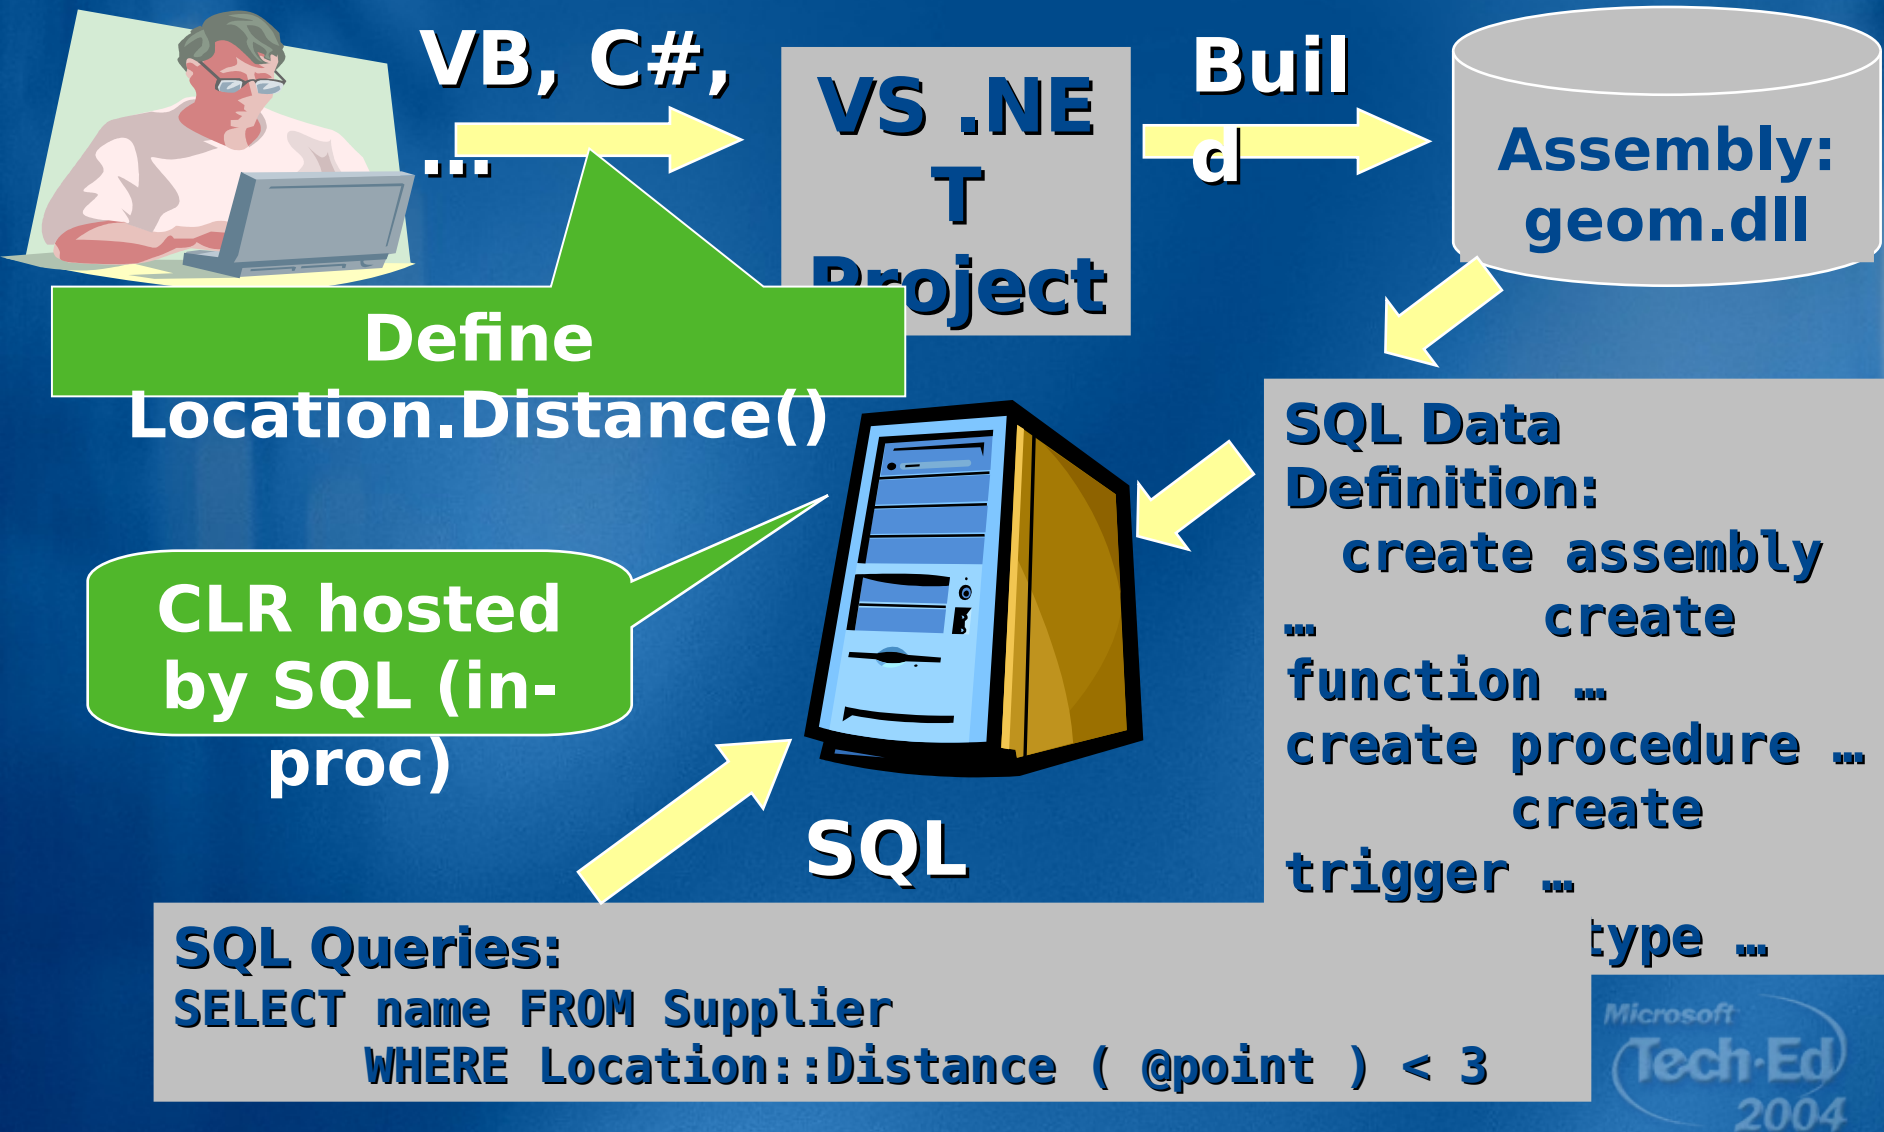 VB, C#,
…
VS .NE
T
Project
Buil
d
Assembly:
geom.dll
Define
Location.Distance()
SQL Data
Definition:
create assembly
… create
function …
create procedure …
create
trigger …
type …
CLR hosted
by SQL (in-
proc)
SQL
SQL Queries:
SELECT name FROM Supplier
WHERE Location::Distance ( @point ) < 3
Microsoft
Tech·Ed
2004